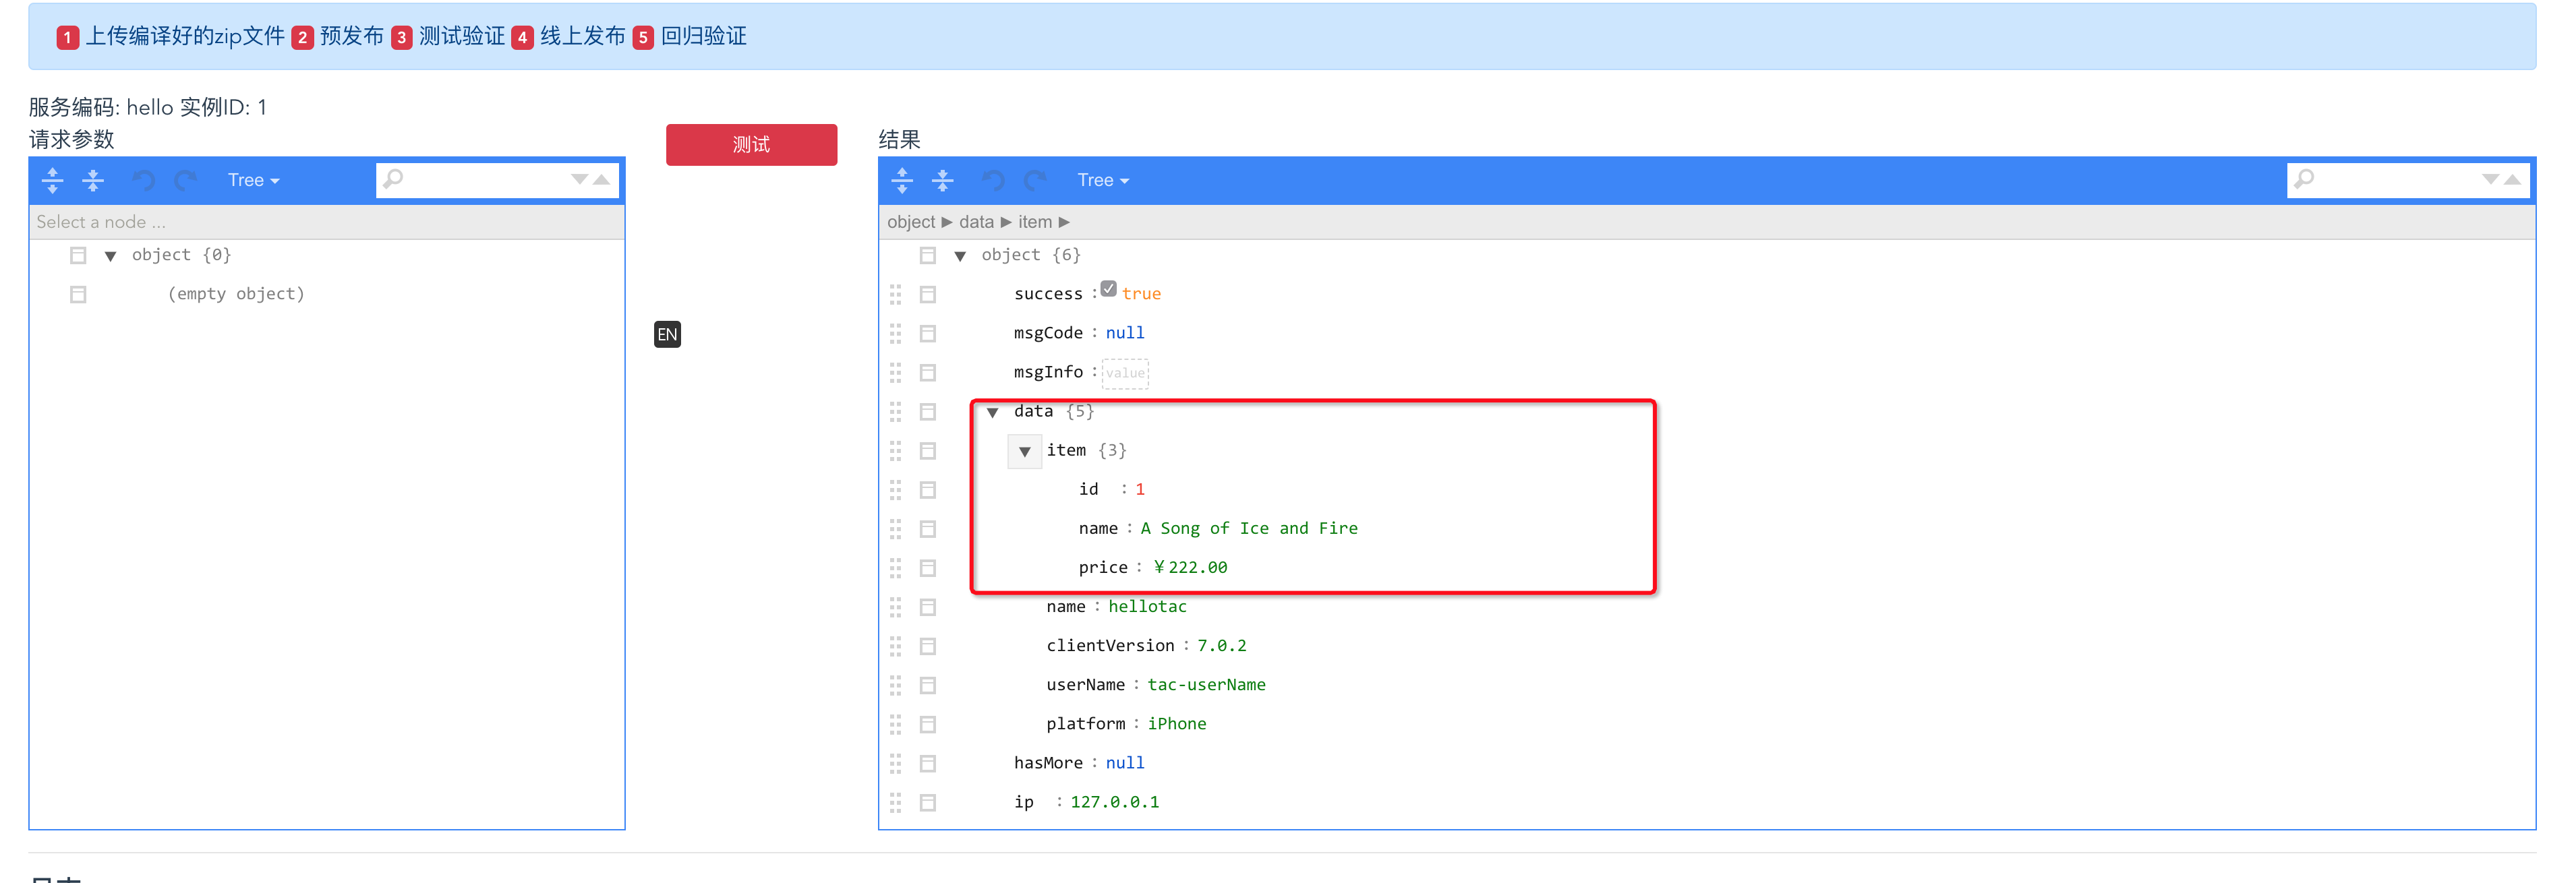 1 上传编译好的zip文件 2 预发布 3 测试验证 4 线上发布 5 回归验证
服务编码: hello 实例ID: 1
请求参数
测试
结果
Tree
Select a node ...
object {0}
(empty object)
EN
Tree
object ► data ► item ►
object {6}
success : true
msgCode : null
msgInfo : value
data {5}
item {3}
id : 1
name : A Song of Ice and Fire
price : ￥222.00
name : hellotac
clientVersion : 7.0.2
userName : tac-userName
platform : iPhone
hasMore : null
ip : 127.0.0.1